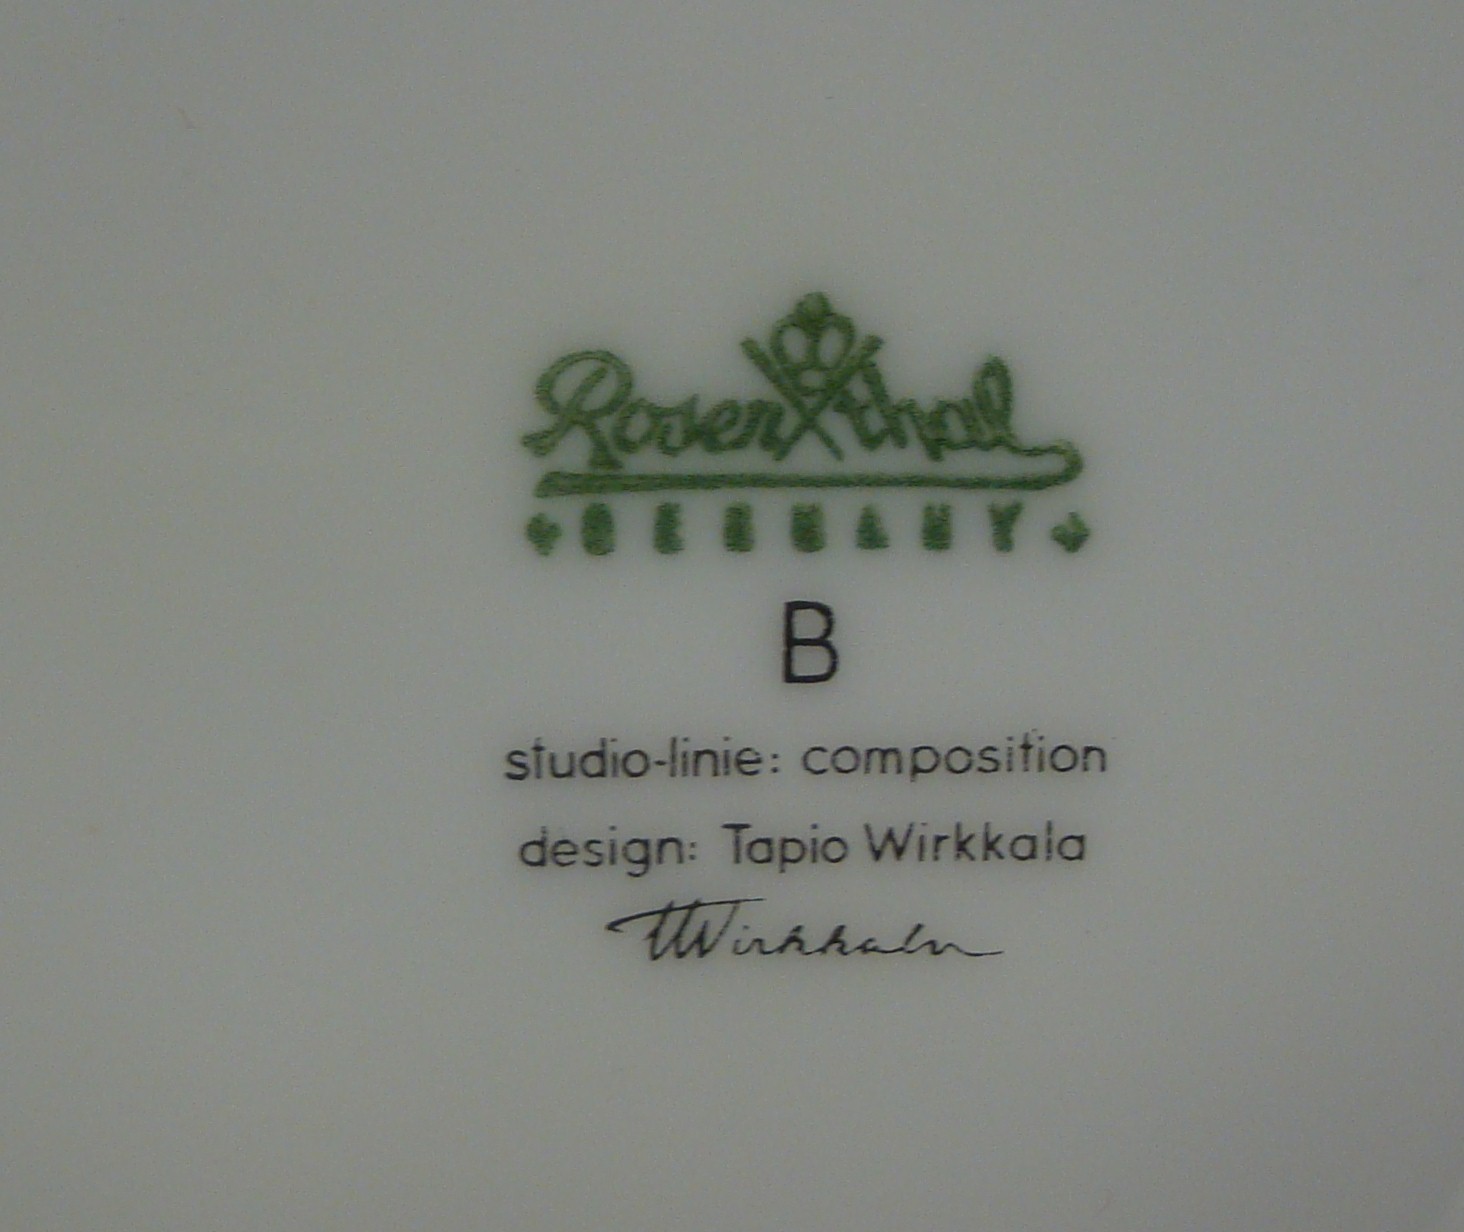 Rosenthal
GERMANY
B
studio-linie: composition
design: Tapio Wirkkala
TWirkkala